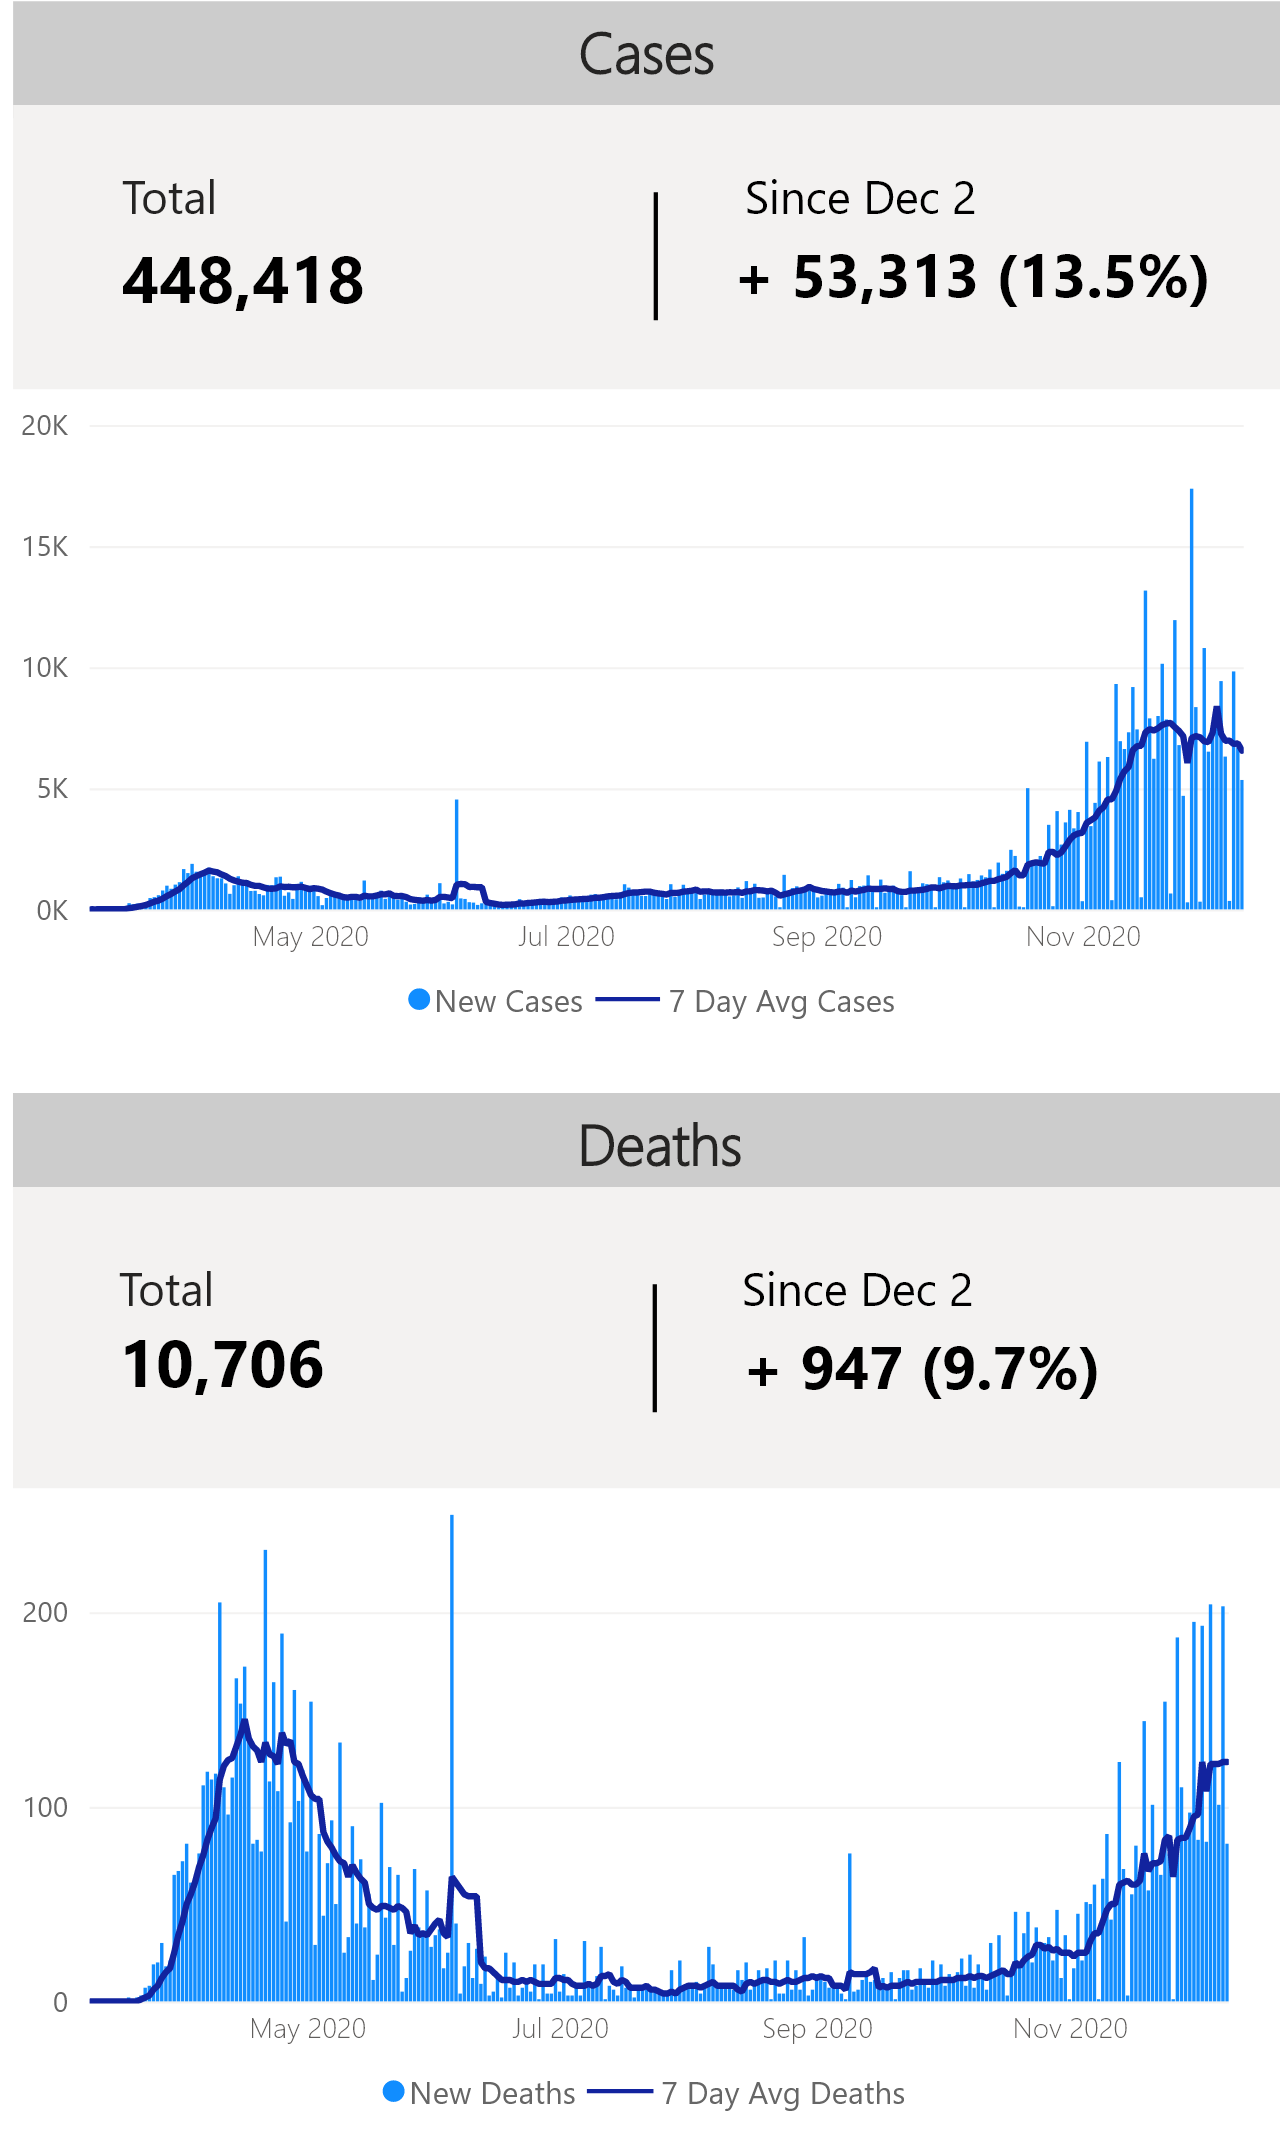 Cases
Total
Since Dec 2
448,418
+ 53,313 (13.5%)
20K
15K
10K
5K
0K
May 2020
Jul 2020
Sep 2020
Nov 2020
New Cases
7 Day Avg Cases
Deaths
Total
Since Dec 2
10,706
+ 947 (9.7%)
200
100
0
May 2020
Jul 2020
Sep 2020
Nov 2020
New Deaths
7 Day Avg Deaths